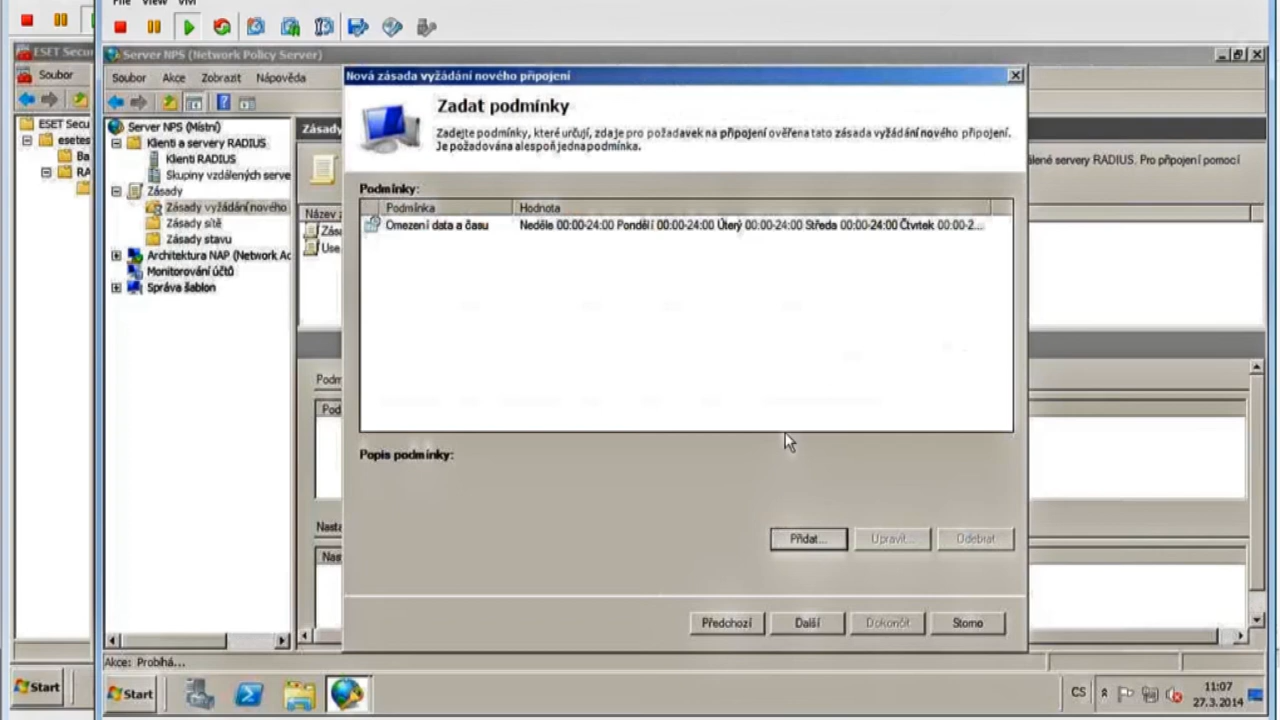 File View VM
ESET Secur
Server NPS (Network Policy Server)
Soubor
Soubor Akce Zobrazit Nápověda
ESET Secu
esetes
Ba
RA
Server NPS (Místní)
Klienti a servery RADIUS
Klienti RADIUS
Skupiny vzdálených serve
Zásady
Zásady vyžádání nového
Zásady sítě
Zásady stavu
Architektura NAP (Network Ac
Monitorování účtů
Správa šablon
Zásady
Název z
Zása
Use
Podm
Pod
Nasta
Nas
álené servery RADIUS. Pro připojení pomocí
Nová zásada vyžádání nového připojení
Zadat podmínky
Zadejte podmínky, které určují, zda je pro požadavek na připojení ověřena tato zásada vyžádání nového připojení.
Je požadována alespoň jedna podmínka.
Podmínky:
Podmínka Hodnota
Omezení data a času Neděle 00:00-24:00 Pondělí 00:00-24:00 Úterý 00:00-24:00 Středa 00:00-24:00 Čtvrtek 00:00-2...
Popis podmínky:
Přidat... Upravit... Odebrat
Předchozí Další Dokončit Storno
Akce: Probíhá...
Start
Start
CS
11:07
27.3.2014